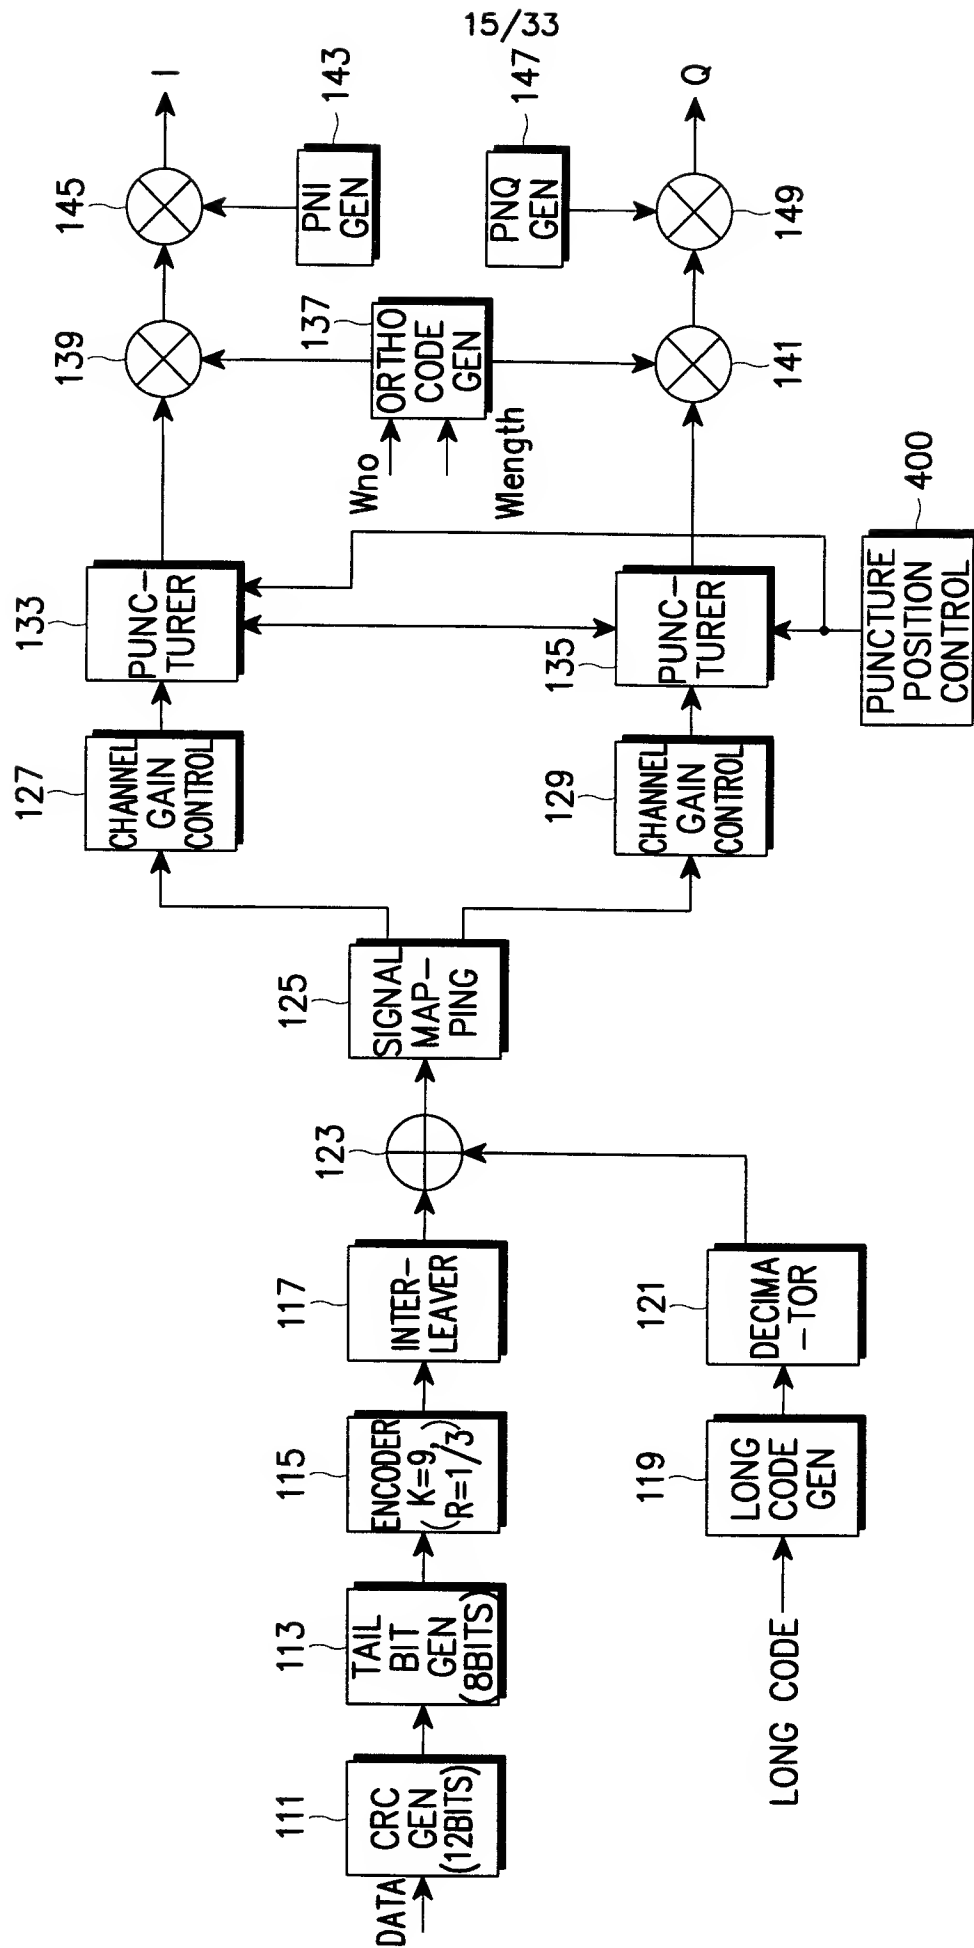 15/33
DATA
111
CRC
GEN
(12BITS)
113
TAIL
BIT
GEN
(8BITS)
115
ENCODER
(K=9,
R=1/3)
117
INTER-
LEAVER
LONG CODE
119
LONG
CODE
GEN
121
DECIMA
-TOR
123
125
SIGNAL
MAP-
PING
127
CHANNEL
GAIN
CONTROL
129
CHANNEL
GAIN
CONTROL
133
PUNC-
TURER
135
PUNC-
TURER
400
PUNCTURE
POSITION
CONTROL
Wno
Wlength
137
ORTHO
CODE
GEN
139
141
143
PNI
GEN
145
I
147
PNQ
GEN
149
Q